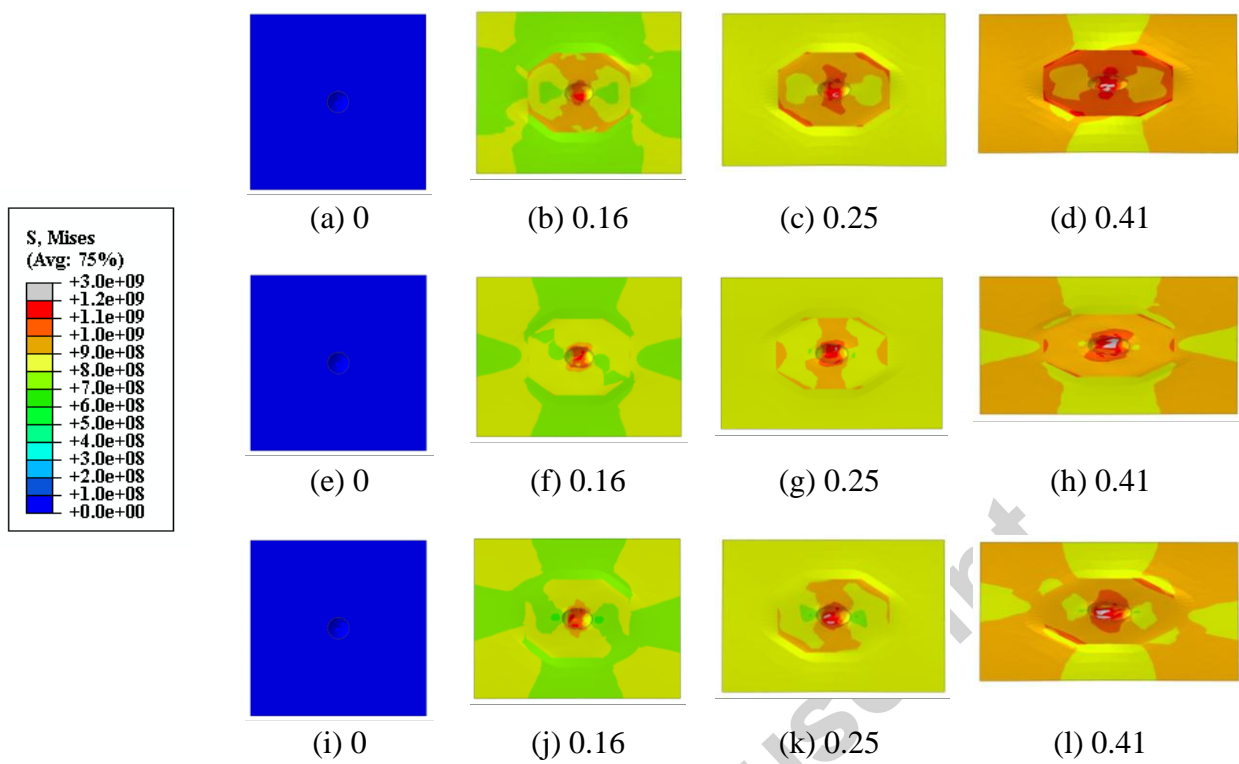 (a) 0
(b) 0.16
(c) 0.25
(d) 0.41
S, Mises
(Avg: 75%)
+3.0e+09
+1.2e+09
+1.1e+09
+1.0e+09
+9.0e+08
+8.0e+08
+7.0e+08
+6.0e+08
+5.0e+08
+4.0e+08
+3.0e+08
+2.0e+08
+1.0e+08
+0.0e+00
(e) 0
(f) 0.16
(g) 0.25
(h) 0.41
(i) 0
(j) 0.16
(k) 0.25
(l) 0.41